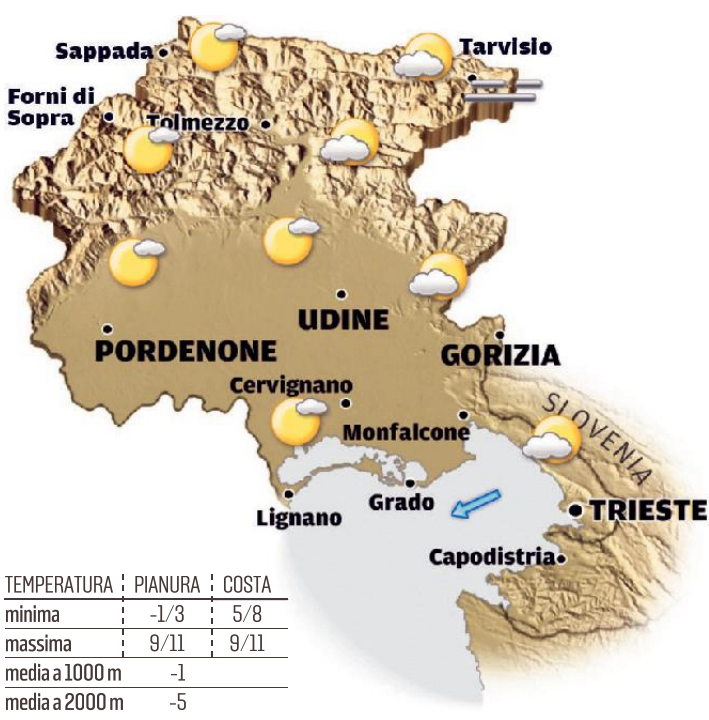 Sappada
Tarvisio
Forni di
Sopra
Tolmezzo
UDINE
PORDENONE
GORIZIA
Cervignano
SLOVENIA
Monfalcone
Grado
Lignano
TRIESTE
Capodistria
TEMPERATURA PIANURA COSTA
minima -1/3 5/8
massima 9/11 9/11
media a 1000 m -1
media a 2000 m -5